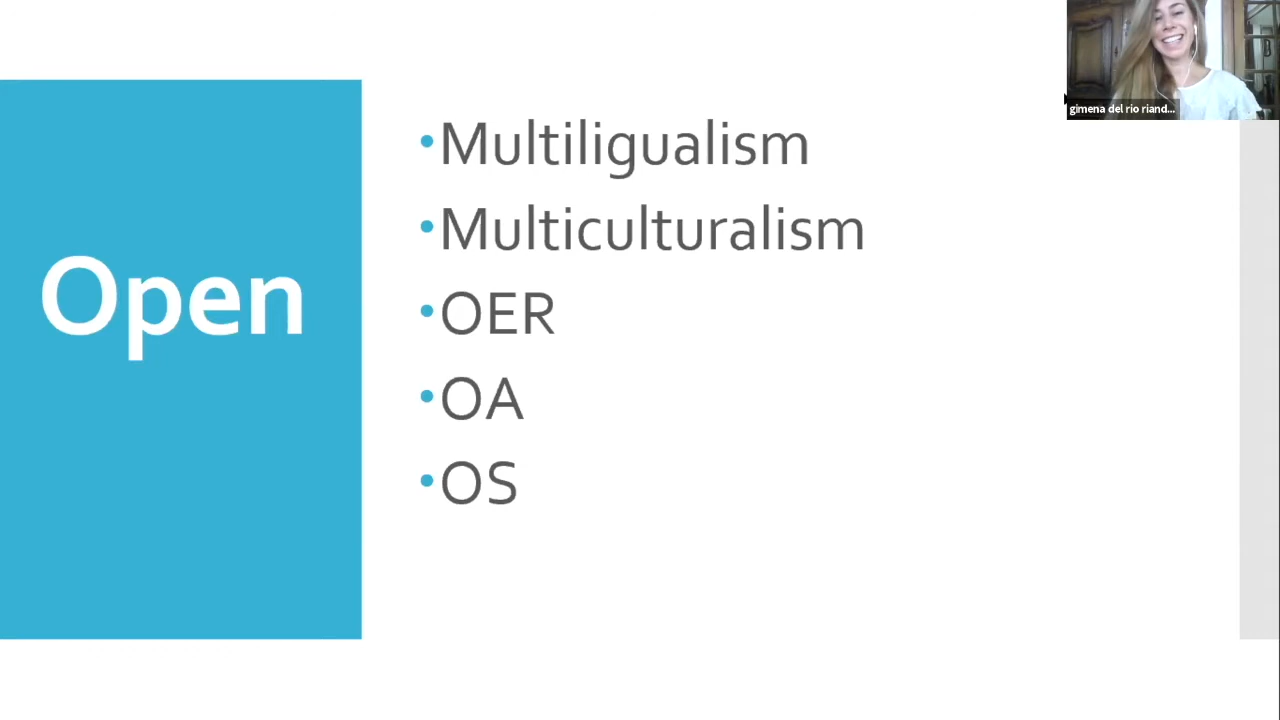 Open
•Multiligualism
•Multiculturalism
•OER
•OA
•OS
gimena del rio riand...